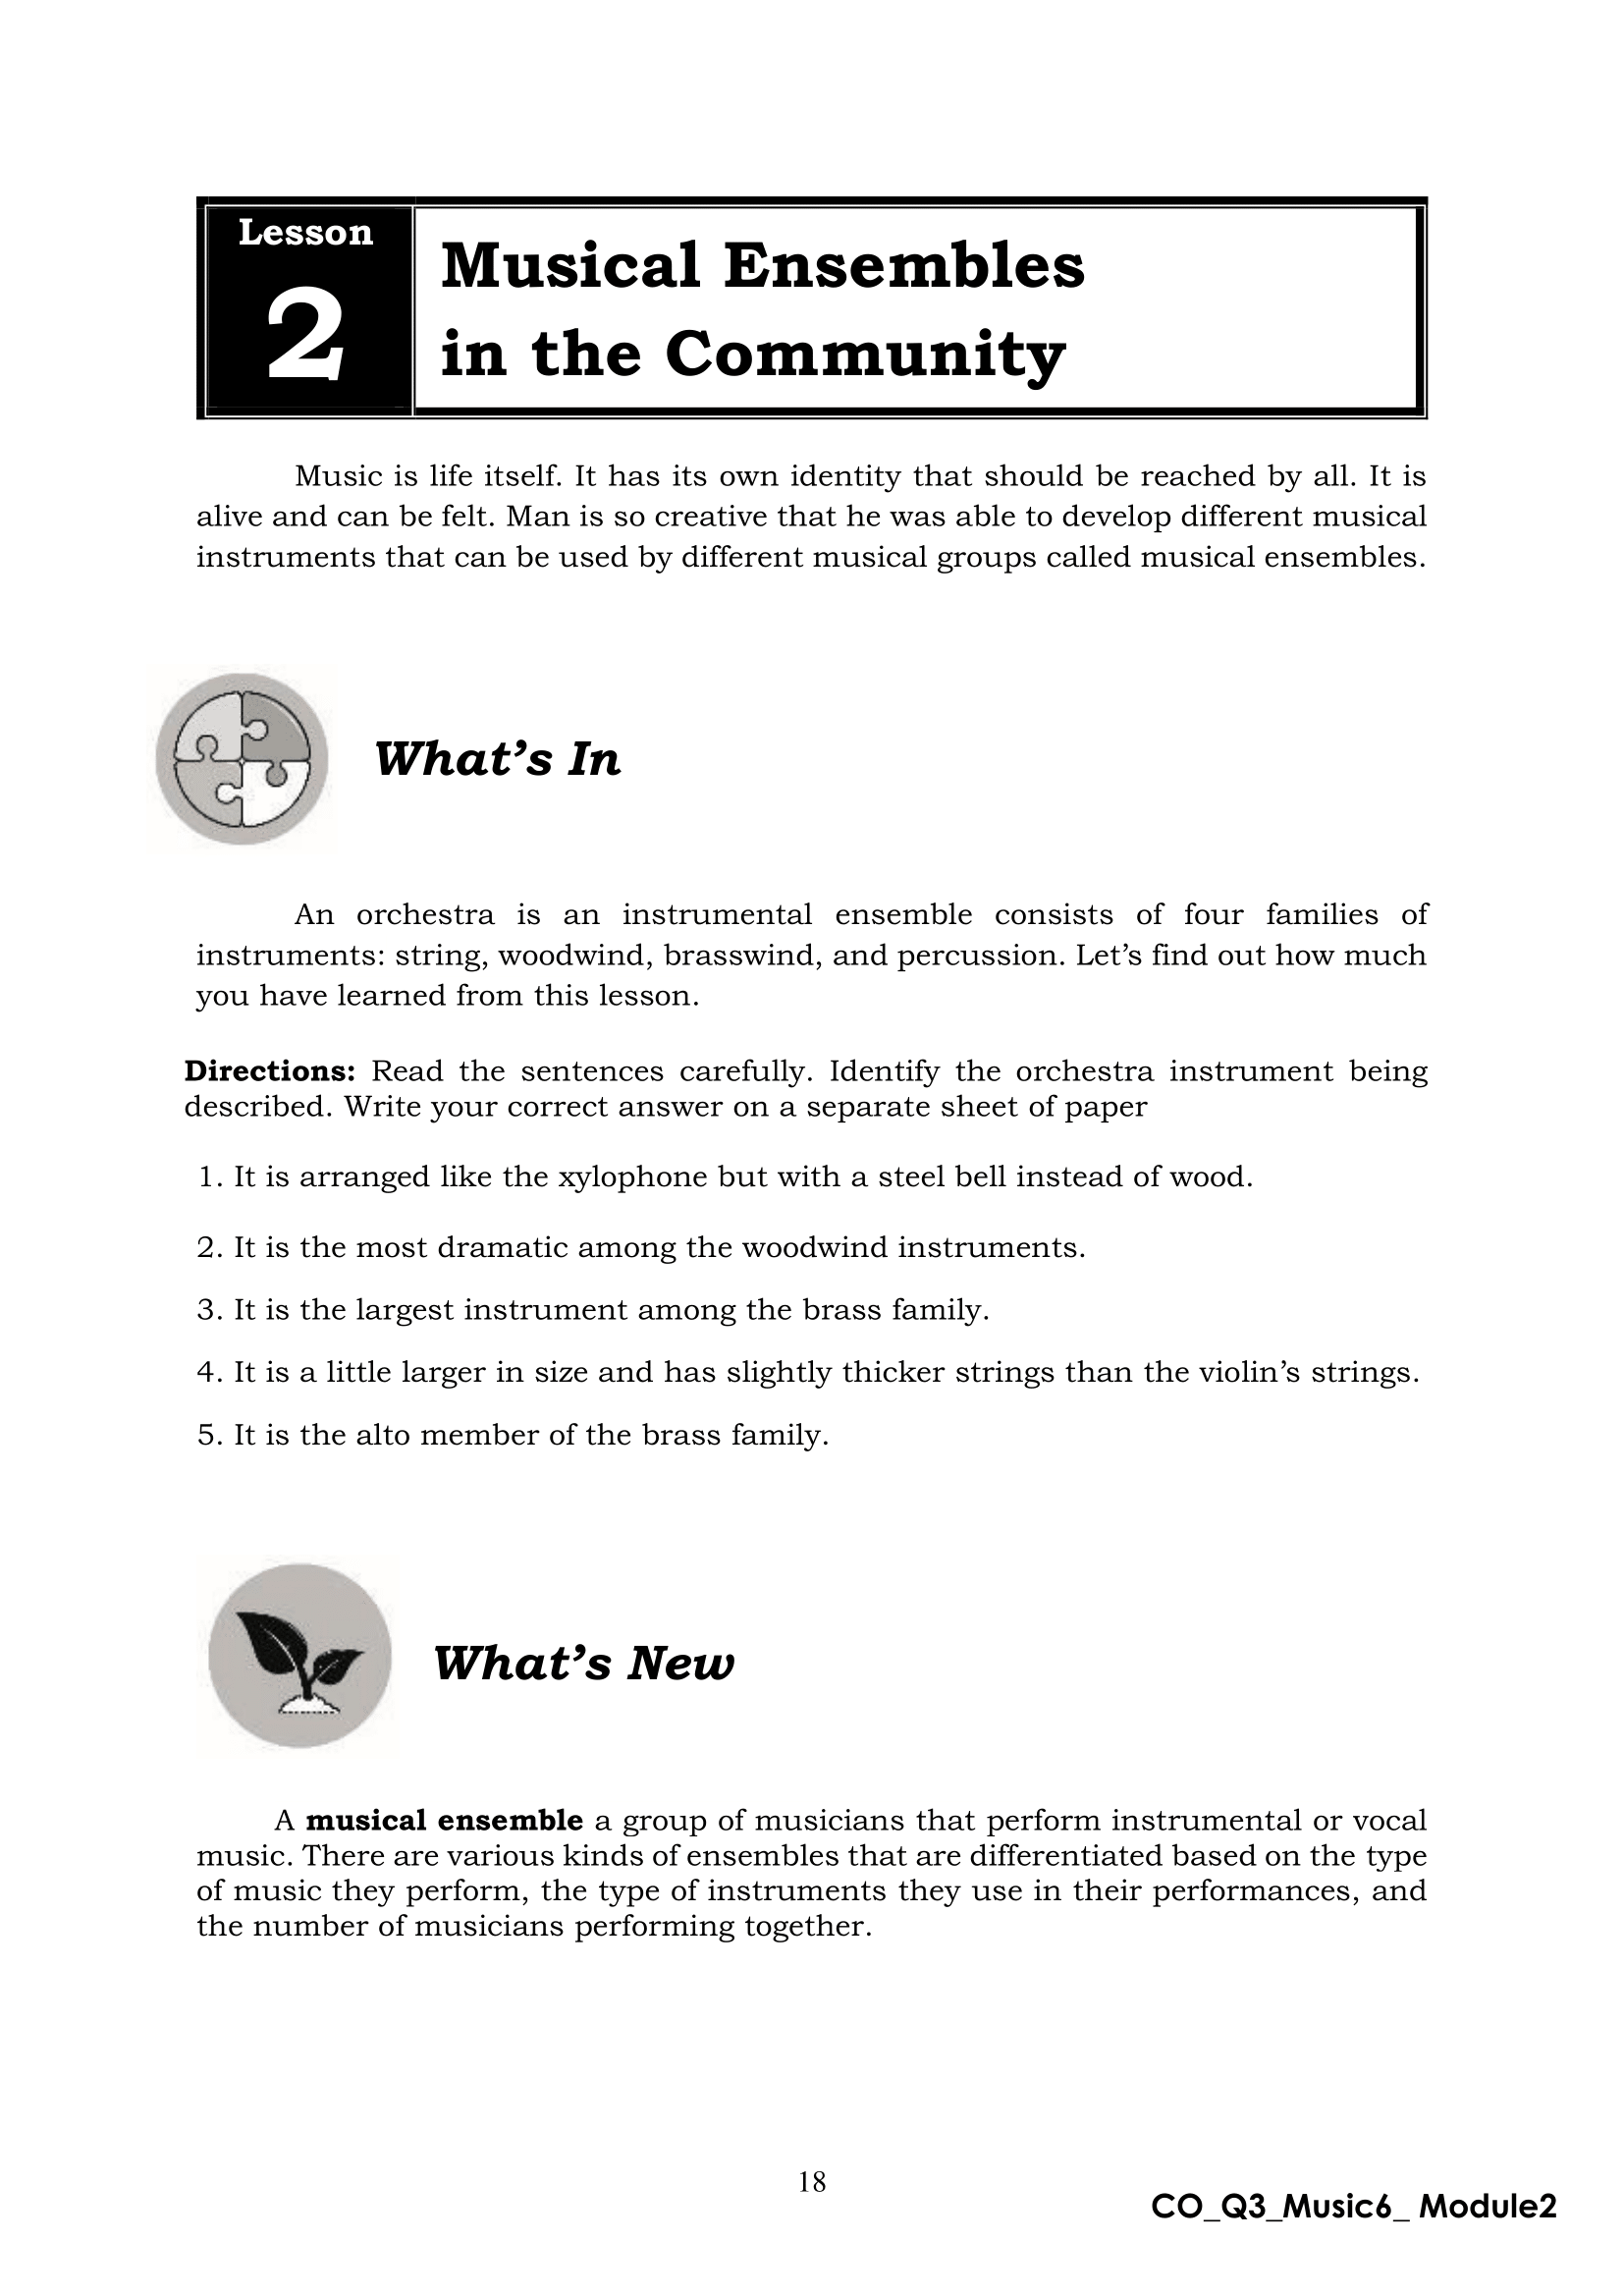 Lesson
2
Musical Ensembles
in the Community
Music is life itself. It has its own identity that should be reached by all. It is
alive and can be felt. Man is so creative that he was able to develop different musical
instruments that can be used by different musical groups called musical ensembles.
What’s In
An orchestra is an instrumental ensemble consists of four families of
instruments: string, woodwind, brasswind, and percussion. Let’s find out how much
you have learned from this lesson.
Directions: Read the sentences carefully. Identify the orchestra instrument being
described. Write your correct answer on a separate sheet of paper
1. It is arranged like the xylophone but with a steel bell instead of wood.
2. It is the most dramatic among the woodwind instruments.
3. It is the largest instrument among the brass family.
4. It is a little larger in size and has slightly thicker strings than the violin’s strings.
5. It is the alto member of the brass family.
What’s New
A musical ensemble a group of musicians that perform instrumental or vocal
music. There are various kinds of ensembles that are differentiated based on the type
of music they perform, the type of instruments they use in their performances, and
the number of musicians performing together.
18
CO_Q3_Music6_ Module2